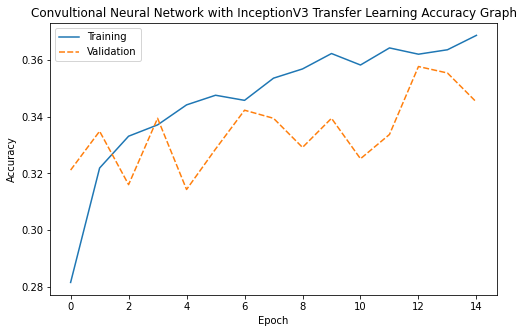 Convultional Neural Network with InceptionV3 Transfer Learning Accuracy Graph
Training
Validation
0.36
0.34
0.32
0.30
0.28
Accuracy
0 2 4 6 8 10 12 14
Epoch